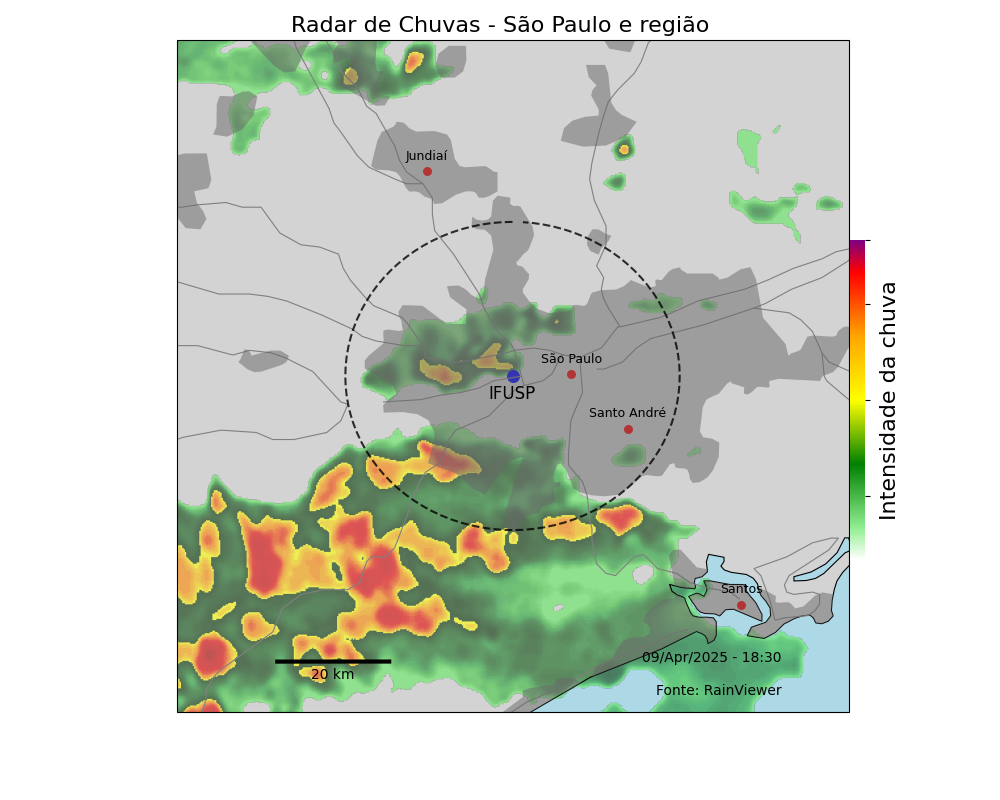 Radar de Chuvas - São Paulo e região
Jundiaí
São Paulo
IFUSP
Santo André
Intensidade da chuva
Santos
09/Apr/2025 - 18:30
20 km
Fonte: RainViewer